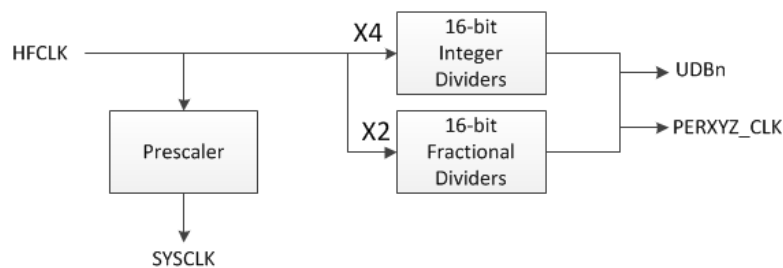 HFCLK
X4
16-bit
Integer
Dividers
UDBn
X2
16-bit
Fractional
Dividers
PERXYZ_CLK
Prescaler
SYSCLK